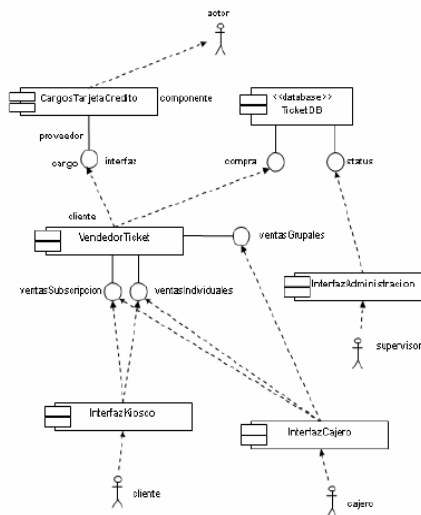 actor
CargosTarjetaCredito
componente
<<database>>
TicketDB
proveedor
cargo
interfaz
compra
status
cliente
VendedorTicket
ventasGrupales
ventasSubscripcion
ventasIndividuales
InterfazAdministracion
supervisor
InterfazKiosco
InterfazCajero
cliente
cajero